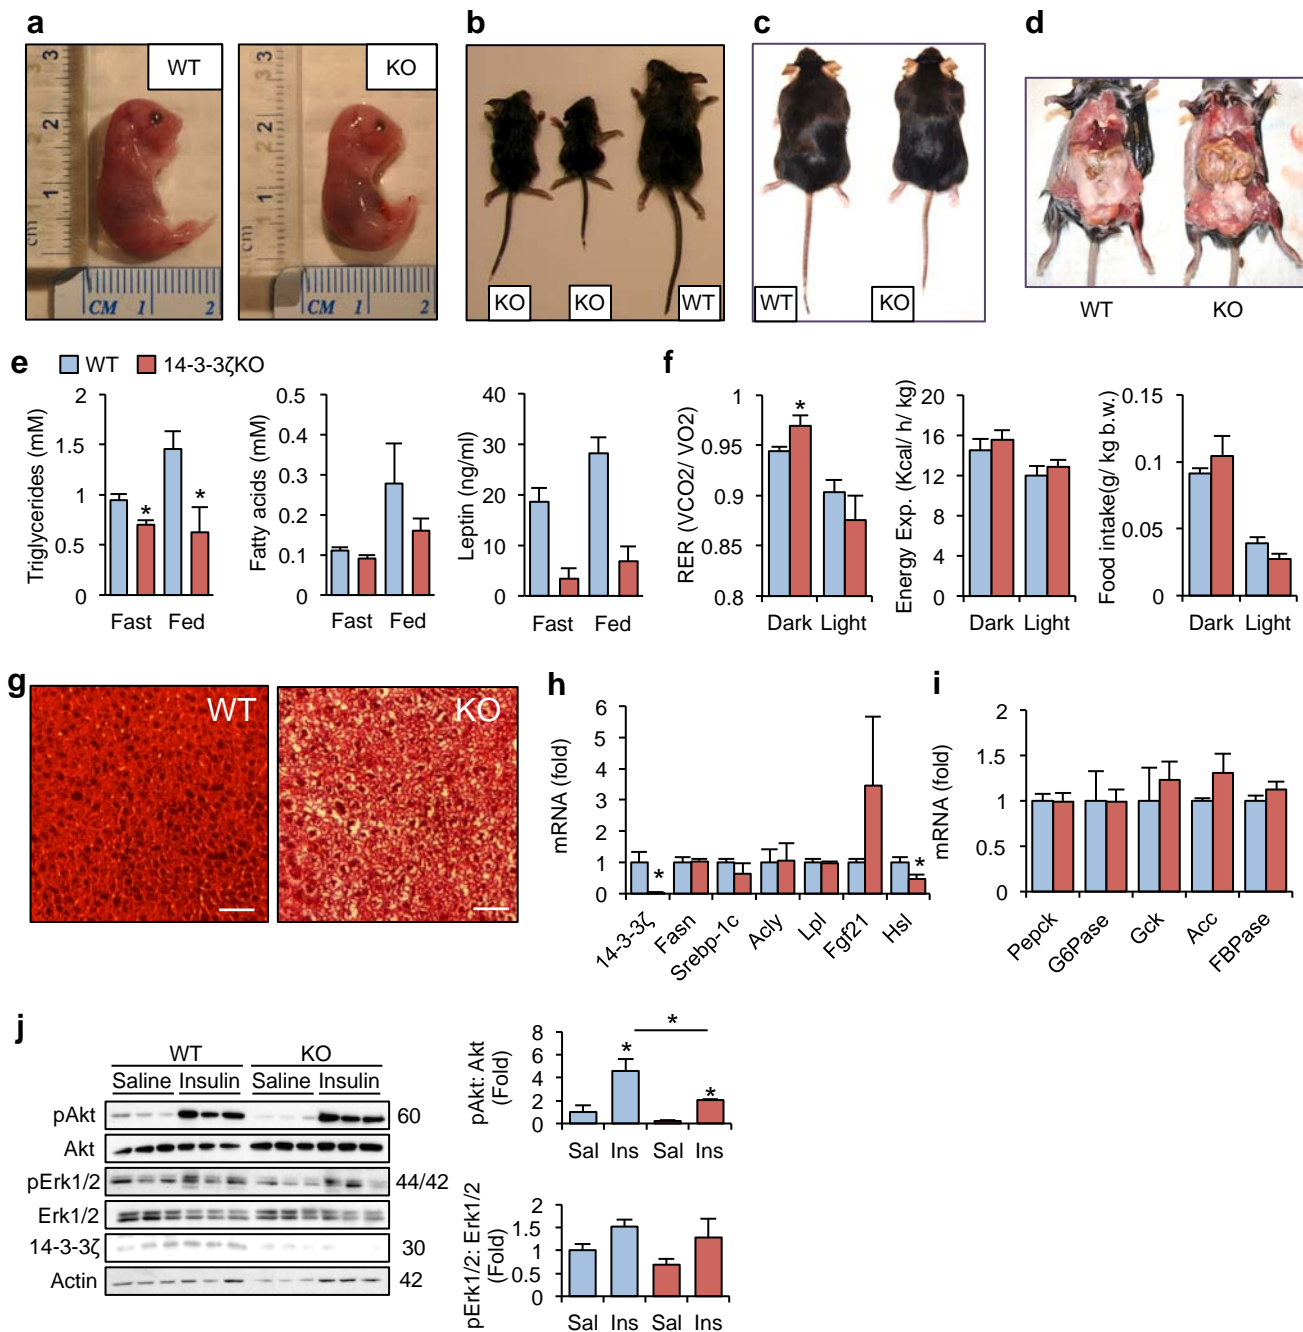 a
b
c
d
WT
KO
3
2
1
cm
CM 1 2
3
2
1
cm
CM 1 2
KO
KO
WT
WT
KO
WT
KO
e
WT
14-3-3ζKO
Triglycerides (mM)
2
1.5
1
0.5
0
*
*
Fast Fed
Fatty acids (mM)
0.5
0.4
0.3
0.2
0.1
0
Fast Fed
Leptin (ng/ml)
40
30
20
10
0
Fast Fed
f
RER (VCO2/ VO2)
1
0.95
0.9
0.85
0.8
*
Dark Light
Energy Exp. (Kcal/ h/ kg)
20
16
12
8
4
0
Dark Light
Food intake(g/ kg b.w.)
0.15
0.1
0.05
0
Dark Light
g
WT
KO
h
mRNA (fold)
6
5
4
3
2
1
0
*
*
14-3-3ζ
Fasn
Srebp-1c
Acly
Lpl
Fgf21
Hsl
i
mRNA (fold)
2
1.5
1
0.5
0
Pepck
G6Pase
Gck
Acc
FBPase
j
WT KO
Saline Insulin Saline Insulin
pAkt 60
Akt
pErk1/2 44/42
Erk1/2
14-3-3ζ 30
Actin 42
pAkt: Akt
(Fold)
8
6
4
2
0
*
*
*
Sal Ins Sal Ins
pErk1/2: Erk1/2
(Fold)
2
1.5
1
0.5
0
Sal Ins Sal Ins